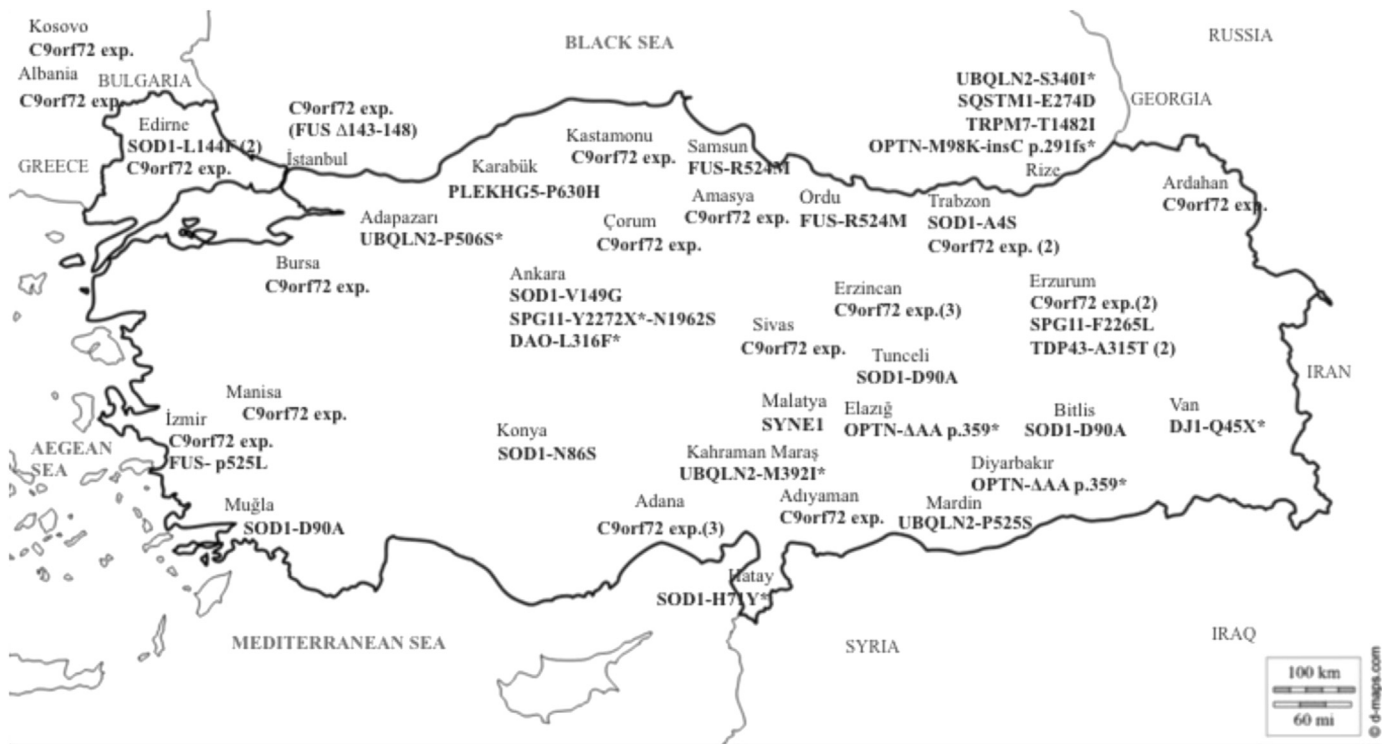 Kosovo
C9orf72 exp.
Albania
C9orf72 exp.
BULGARIA
BLACK SEA
RUSSIA
GEORGIA
GREECE
Edirne
SOD1-L144F (2)
C9orf72 exp.
C9orf72 exp.
(FUS Δ143-148)
İstanbul
Karabük
PLEKHG5-P630H
Kastamonu
C9orf72 exp.
Samsun
FUS-R524M
UBQLN2-S340I*
SQSTM1-E274D
TRPM7-T1482I
OPTN-M98K-insC p.291fs*
Rize
Ardahan
C9orf72 exp.
Adapazarı
UBQLN2-P506S*
Çorum
C9orf72 exp.
Amasya
C9orf72 exp.
Ordu
FUS-R524M
Trabzon
SOD1-A4S
C9orf72 exp. (2)
Bursa
C9orf72 exp.
Ankara
SOD1-V149G
SPG11-Y2272X*-N1962S
DAO-L316F*
Sivas
C9orf72 exp.
Erzincan
C9orf72 exp.(3)
Erzurum
C9orf72 exp.(2)
SPG11-F2265L
TDP43-A315T (2)
Tunceli
SOD1-D90A
IRAN
Manisa
C9orf72 exp.
İzmir
C9orf72 exp.
FUS- p525L
AEGEAN
SEA
Konya
SOD1-N86S
Malatya
SYNE1
Elazığ
OPTN-ΔAA p.359*
Bitlis
SOD1-D90A
Van
DJ1-Q45X*
Kahraman Maraş
UBQLN2-M392I*
Diyarbakır
OPTN-ΔAA p.359*
Muğla
SOD1-D90A
Adana
C9orf72 exp.(3)
Adıyaman
C9orf72 exp.
Mardin
UBQLN2-P525S
Hatay
SOD1-H71Y*
MEDITERRANEAN SEA
SYRIA
IRAQ
100 km
60 mi
© d-maps.com